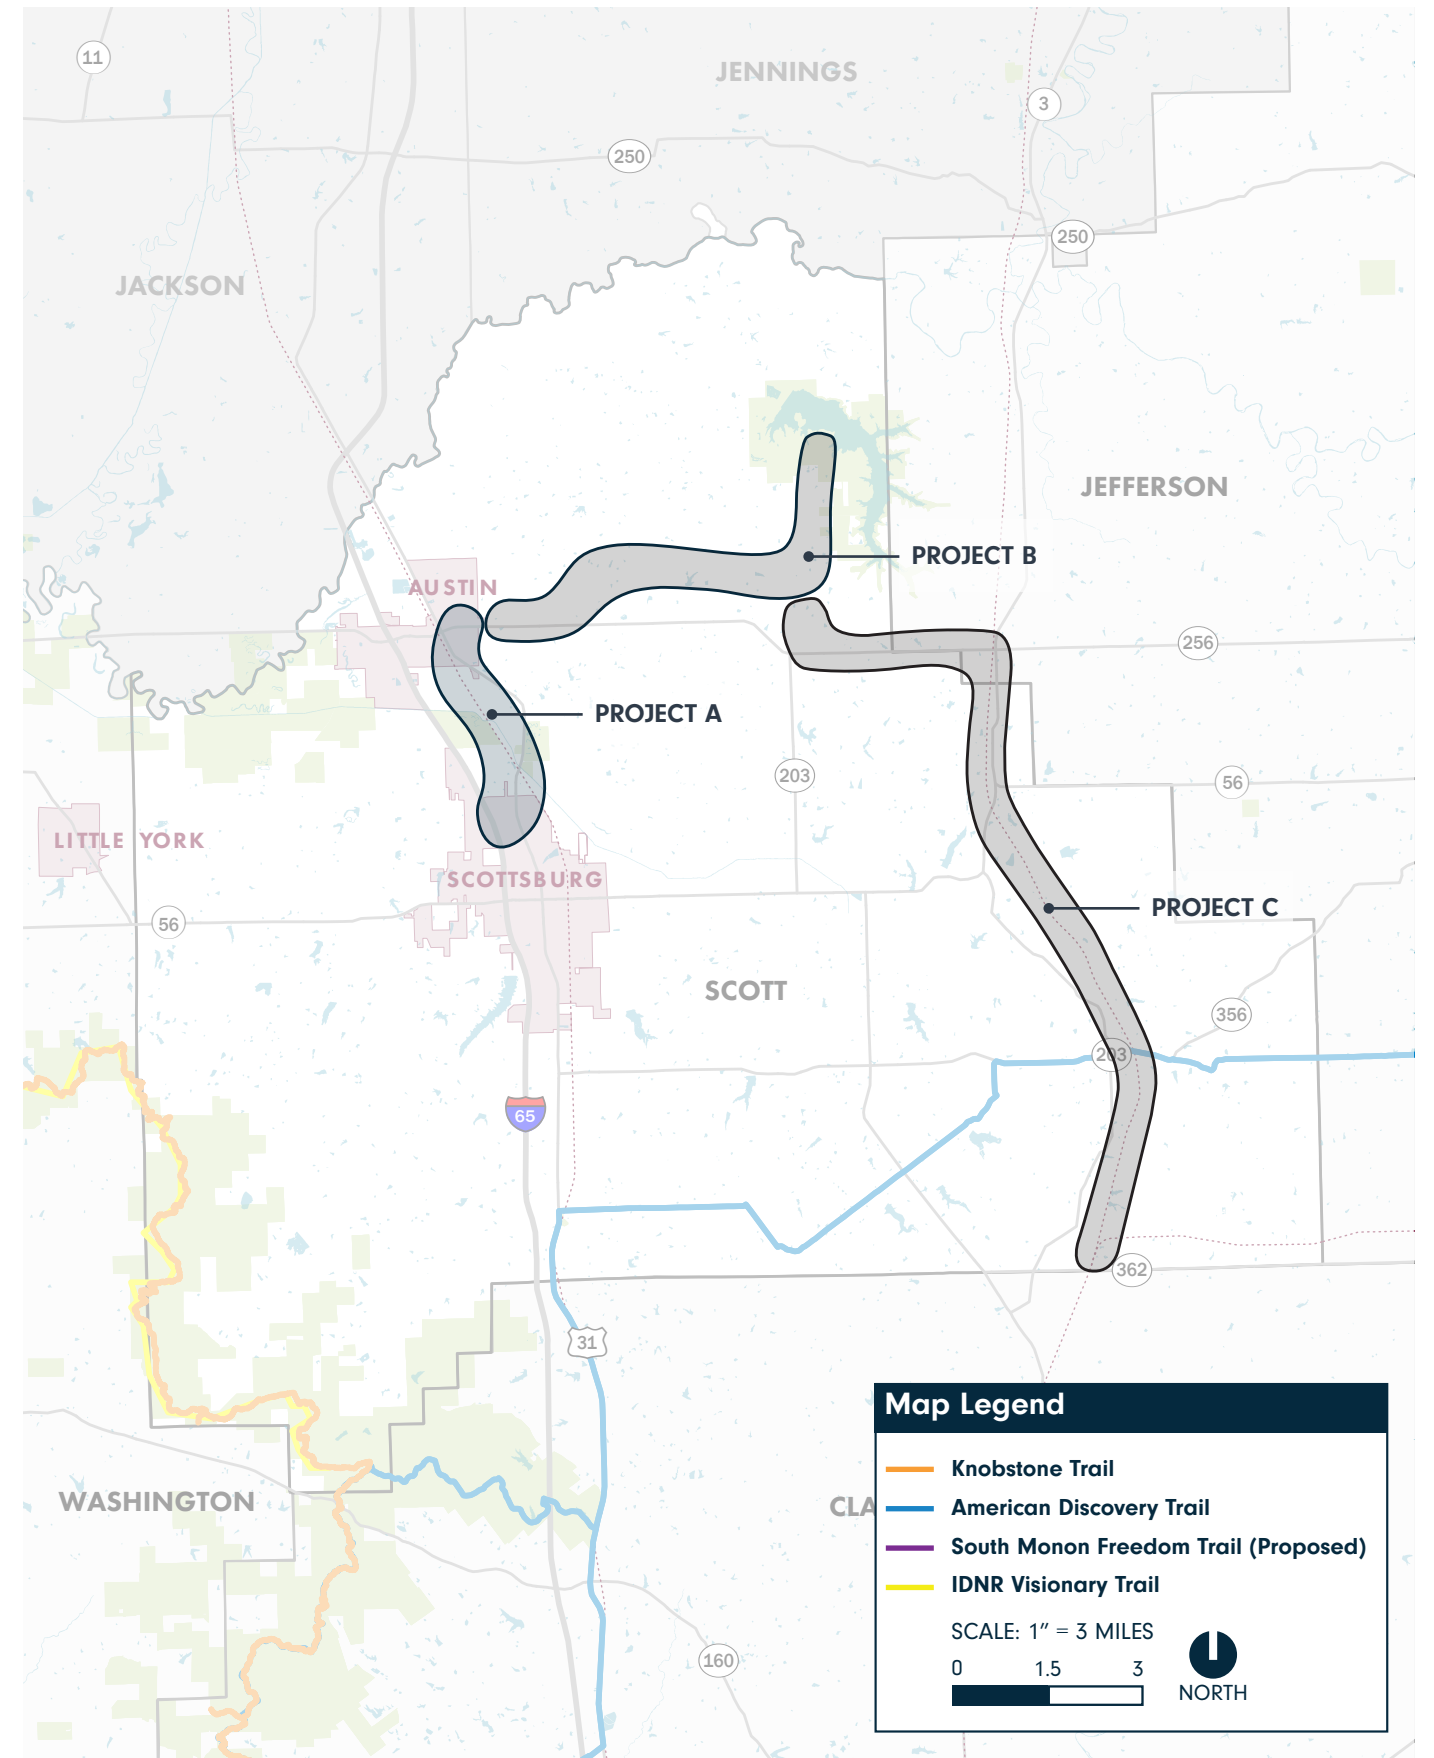 11
JENNINGS
3
250
250
JACKSON
JEFFERSON
PROJECT B
AUSTIN
256
PROJECT A
203
56
LITTLE YORK
SCOTTSBURG
PROJECT C
56
SCOTT
356
203
65
362
31
WASHINGTON
CLA
160
Map Legend
Knobstone Trail
American Discovery Trail
South Monon Freedom Trail (Proposed)
IDNR Visionary Trail
SCALE: 1" = 3 MILES
0 1.5 3
NORTH